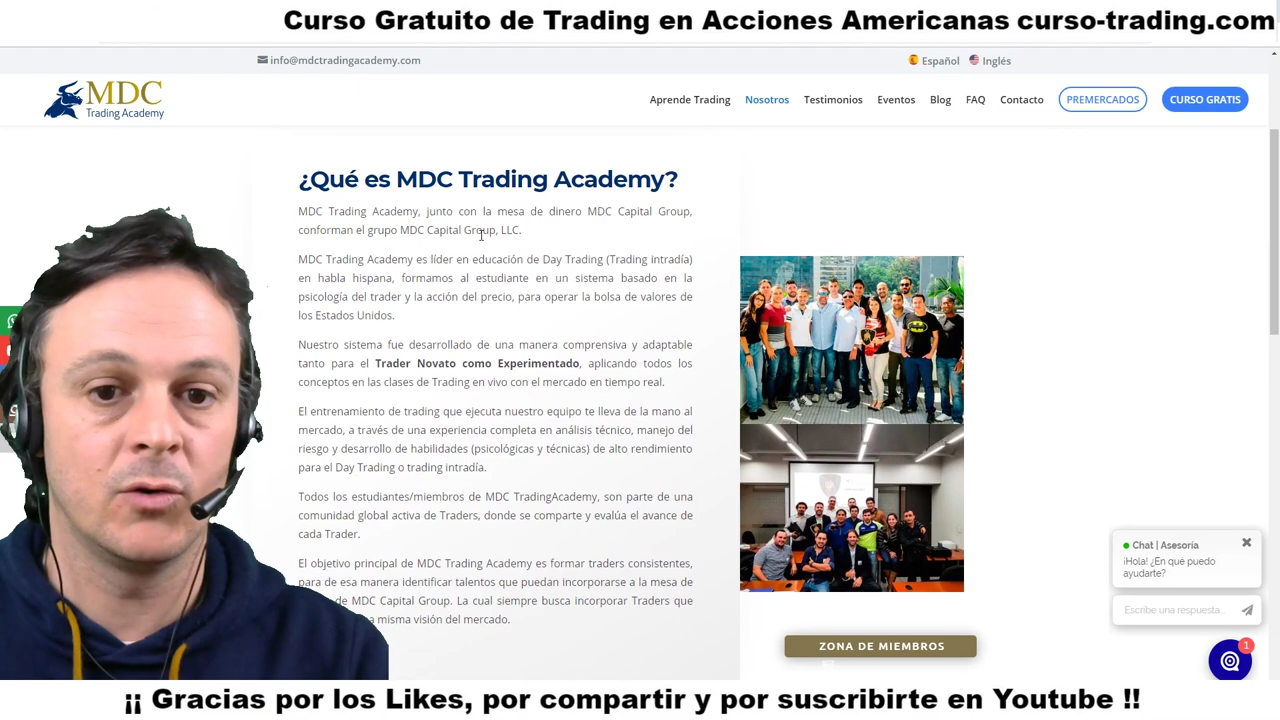 Curso Gratuito de Trading en Acciones Americanas curso-trading.com
info@mdctradingacademy.com
Español
Inglés
MDC
Trading Academy
Aprende Trading
Nosotros
Testimonios
Eventos
Blog
FAQ
Contacto
PREMERCADOS
CURSO GRATIS
¿Qué es MDC Trading Academy?
MDC Trading Academy, junto con la mesa de dinero MDC Capital Group,
conforman el grupo MDC Capital Group, LLC.
MDC Trading Academy es líder en educación de Day Trading (Trading intradía)
en habla hispana, formamos al estudiante en un sistema basado en la
psicología del trader y la acción del precio, para operar la bolsa de valores de
los Estados Unidos.
Nuestro sistema fue desarrollado de una manera comprensiva y adaptable
tanto para el Trader Novato como Experimentado, aplicando todos los
conceptos en las clases de Trading en vivo con el mercado en tiempo real.
El entrenamiento de trading que ejecuta nuestro equipo te lleva de la mano al
mercado, a través de una experiencia completa en análisis técnico, manejo del
riesgo y desarrollo de habilidades (psicológicas y técnicas) de alto rendimiento
para el Day Trading o trading intradía.
Todos los estudiantes/miembros de MDC TradingAcademy, son parte de una
comunidad global activa de Traders, donde se comparte y evalúa el avance de
cada Trader.
El objetivo principal de MDC Trading Academy es formar traders consistentes,
para de esa manera identificar talentos que puedan incorporarse a la mesa de
de MDC Capital Group. La cual siempre busca incorporar Traders que
a misma visión del mercado.
ZONA DE MIEMBROS
Chat | Asesoría
¡Hola! ¿En qué puedo
ayudarte?
Escribe una respuesta...
1
¡¡ Gracias por los Likes, por compartir y por suscribirte en Youtube !!